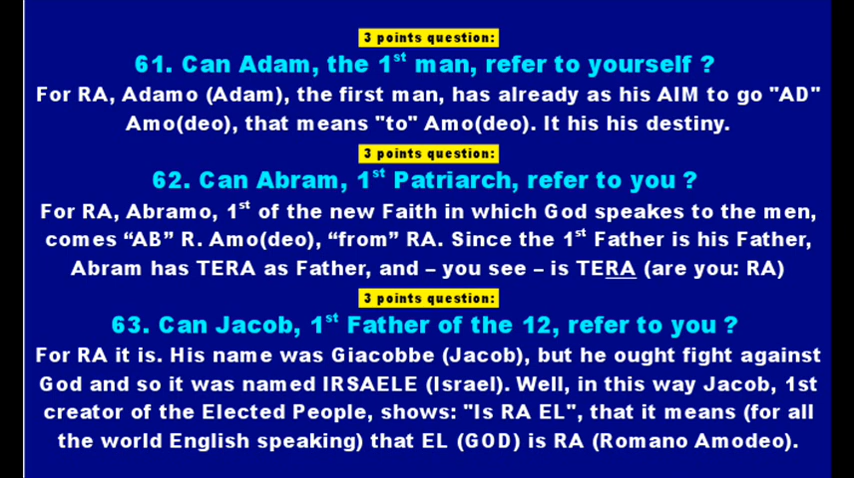 3 points question:
61. Can Adam, the 1st man, refer to yourself ?
For RA, Adamo (Adam), the first man, has already as his AIM to go "AD"
Amo(deo), that means "to" Amo(deo). It his his destiny.
3 points question:
62. Can Abram, 1st Patriarch, refer to you ?
For RA, Abramo, 1st of the new Faith in which God speakes to the men,
comes “AB” R. Amo(deo), “from” RA. Since the 1st Father is his Father,
Abram has TERA as Father, and – you see – is TERA (are you: RA)
3 points question:
63. Can Jacob, 1st Father of the 12, refer to you ?
For RA it is. His name was Giacobbe (Jacob), but he ought fight against
God and so it was named IRSAELE (Israel). Well, in this way Jacob, 1st
creator of the Elected People, shows: "Is RA EL", that it means (for all
the world English speaking) that EL (GOD) is RA (Romano Amodeo).